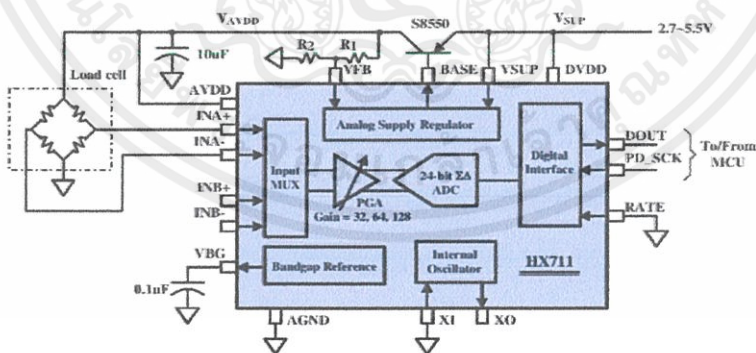 V_AVDD
S8550
V_SUP
2.7~5.5V
10uF
R2
R1
Load cell
VFB
BASE
VSUP
DVDD
AVDD
INA+
INA-
Analog Supply Regulator
DOUT
PD_SCK
To/From
MCU
Input
MUX
PGA
Gain = 32, 64, 128
24-bit ΣΔ
ADC
Digital
Interface
INB+
INB-
RATE
VBG
0.1uF
Bandgap Reference
Internal
Oscillator
HX711
AGND
XI
XO